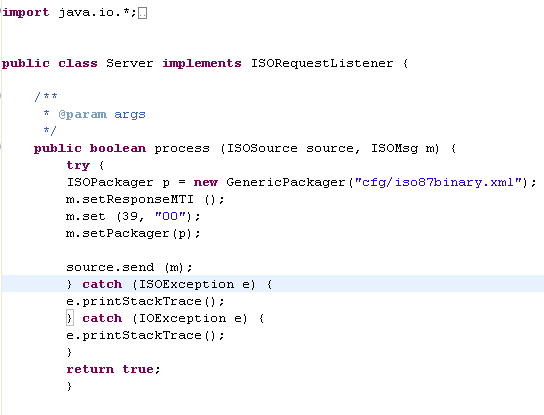 import java.io.*;
public class Server implements ISORequestListener {
/**
* @param args
*/
public boolean process (ISOSource source, ISOMsg m) {
try {
ISOPackager p = new GenericPackager("cfg/iso87binary.xml");
m.setResponseMTI ();
m.set (39, "00");
m.setPackager(p);
source.send (m);
} catch (ISOException e) {
e.printStackTrace();
} catch (IOException e) {
e.printStackTrace();
}
return true;
}